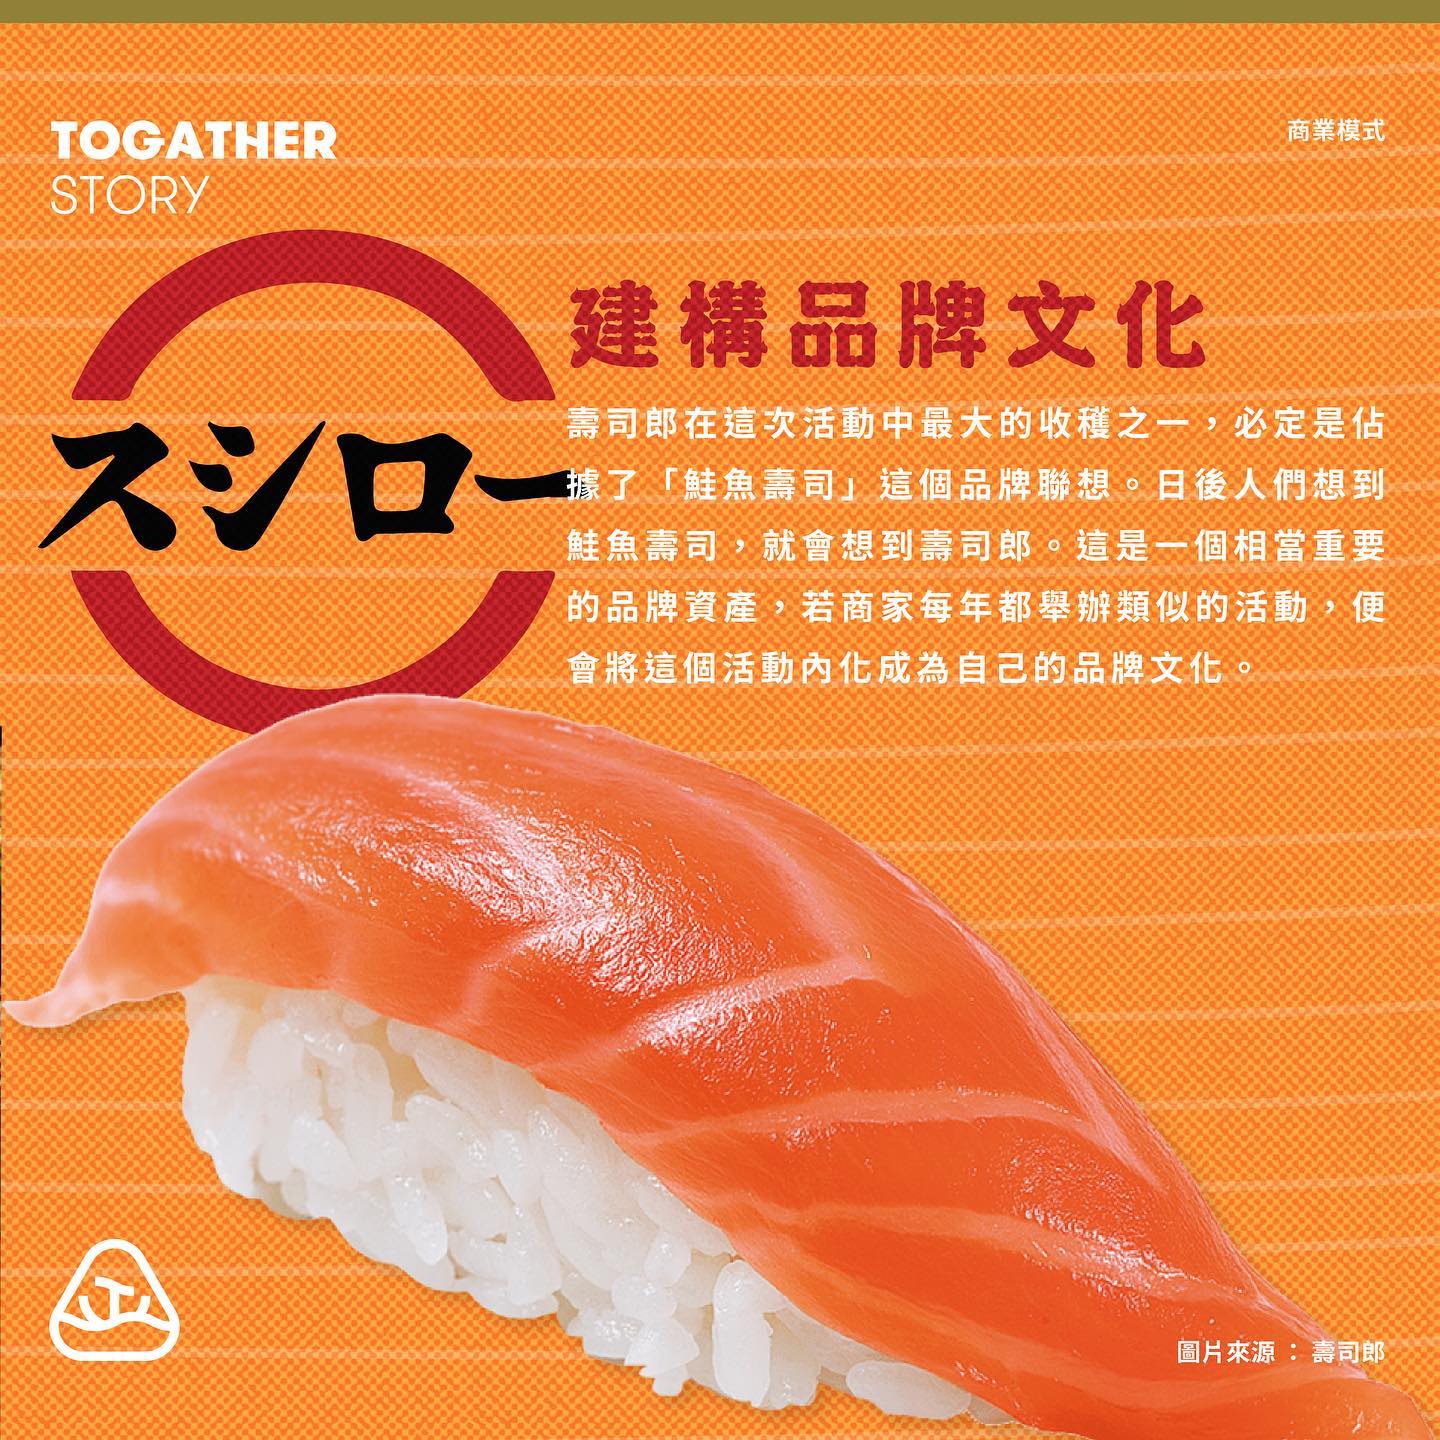 TOGATHER
STORY
商業模式
スシロー
建構品牌文化
壽司郎在這次活動中最大的收穫之一，必定是佔
據了「鮭魚壽司」這個品牌聯想。日後人們想到
鮭魚壽司，就會想到壽司郎。這是一個相當重要
的品牌資產，若商家每年都舉辦類似的活動，便
會將這個活動內化成為自己的品牌文化。
圖片來源：壽司郎